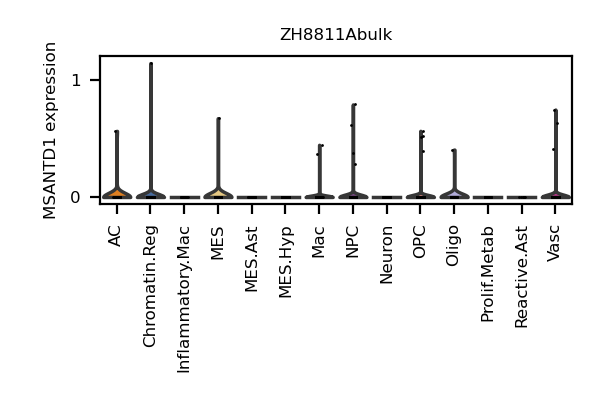 ZH8811Abulk
MSANTD1 expression
1
0
AC
Chromatin.Reg
Inflammatory.Mac
MES
MES.Ast
MES.Hyp
Mac
NPC
Neuron
OPC
Oligo
Prolif.Metab
Reactive.Ast
Vasc